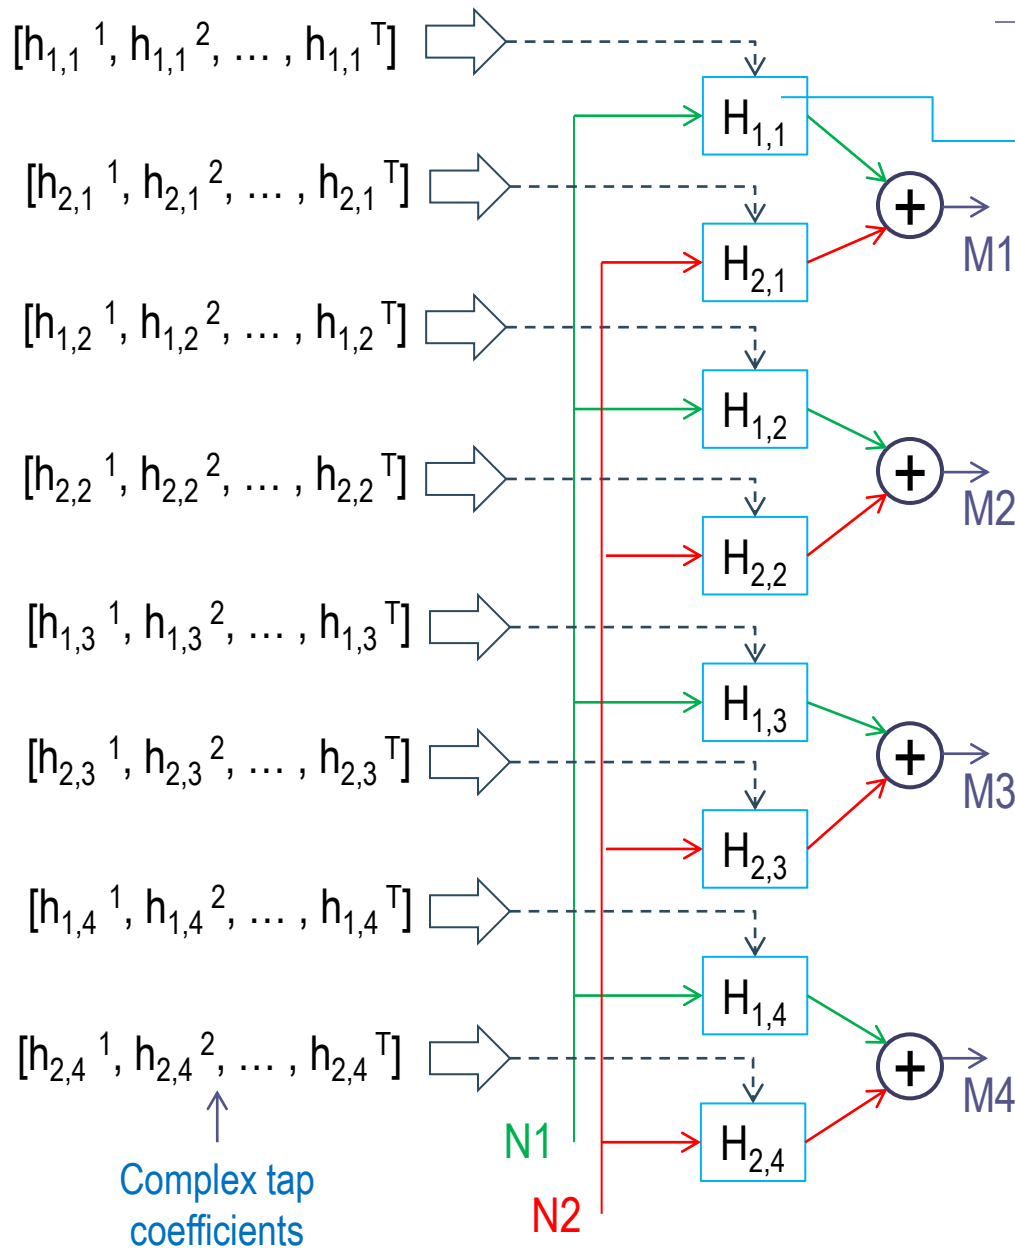 [h1,1 1, h1,1 2, … , h1,1 T]
H1,1
+
M1
[h2,1 1, h2,1 2, … , h2,1 T]
H2,1
[h1,2 1, h1,2 2, … , h1,2 T]
H1,2
+
M2
[h2,2 1, h2,2 2, … , h2,2 T]
H2,2
[h1,3 1, h1,3 2, … , h1,3 T]
H1,3
+
M3
[h2,3 1, h2,3 2, … , h2,3 T]
H2,3
[h1,4 1, h1,4 2, … , h1,4 T]
H1,4
+
M4
[h2,4 1, h2,4 2, … , h2,4 T]
H2,4
N1
N2
Complex tap
coefficients